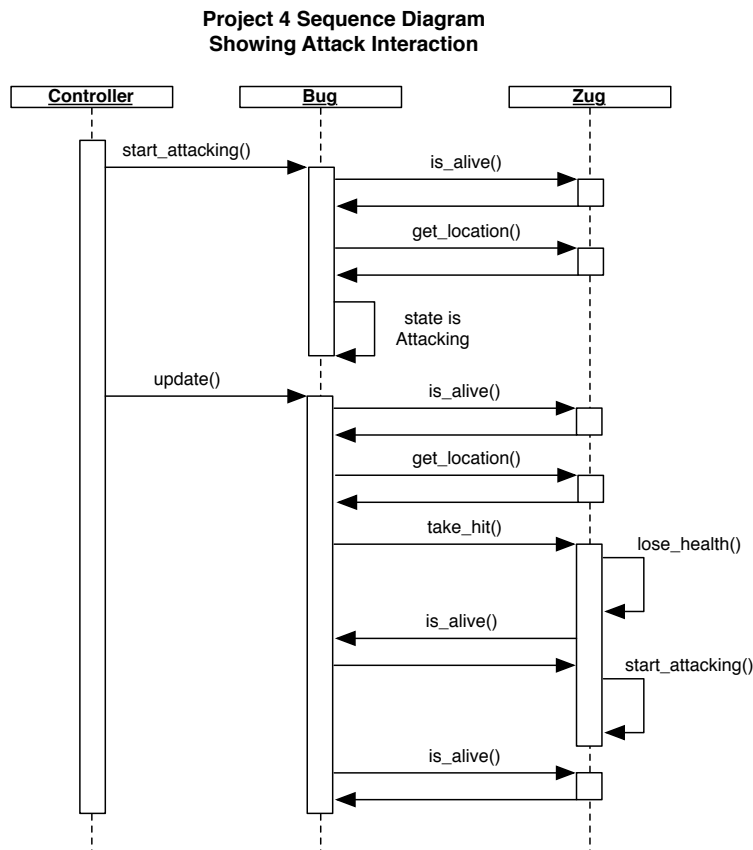 Project 4 Sequence Diagram
Showing Attack Interaction
Controller
Bug
Zug
start_attacking()
is_alive()
get_location()
state is
Attacking
update()
is_alive()
get_location()
take_hit()
lose_health()
is_alive()
start_attacking()
is_alive()